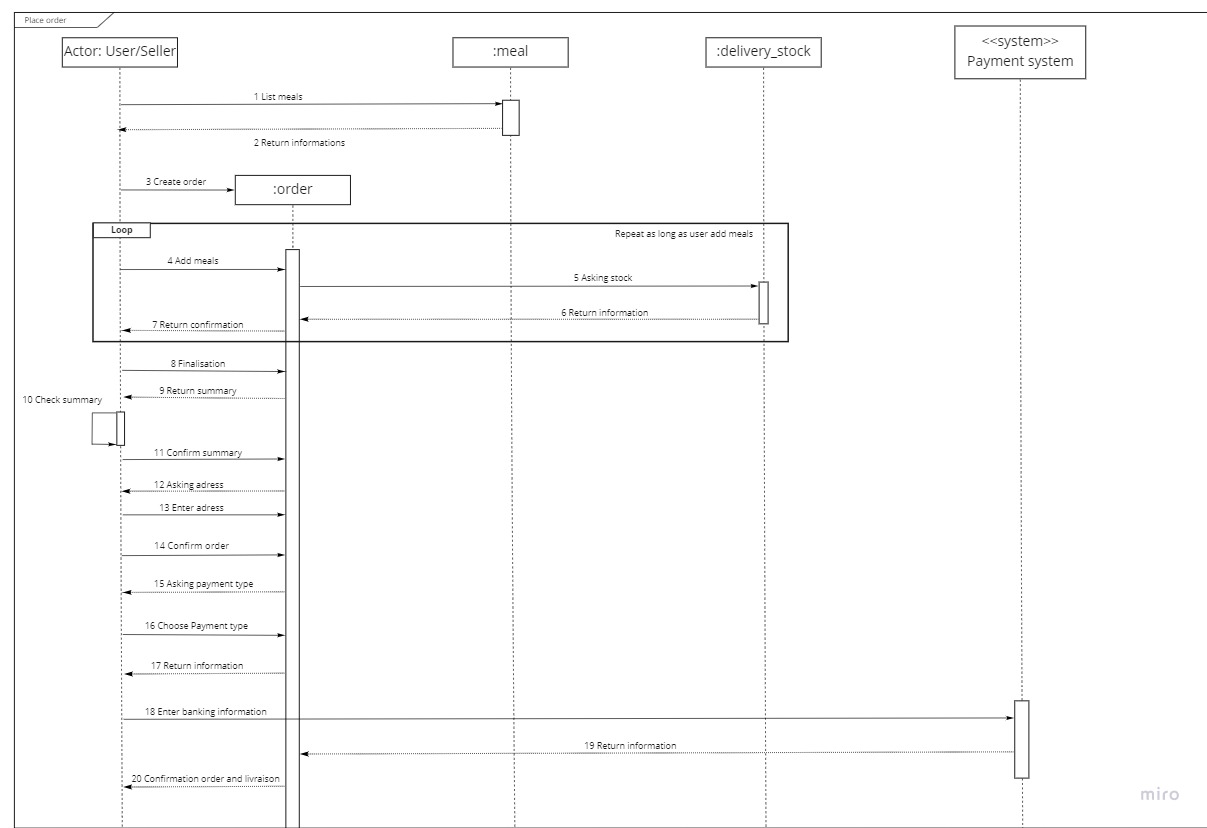 Place order
Actor: User/Seller
:meal
:delivery_stock
<<system>>
Payment system
1 List meals
2 Return informations
3 Create order
:order
Loop
Repeat as long as user add meals
4 Add meals
5 Asking stock
6 Return information
7 Return confirmation
8 Finalisation
9 Return summary
10 Check summary
11 Confirm summary
12 Asking adress
13 Enter adress
14 Confirm order
15 Asking payment type
16 Choose Payment type
17 Return information
18 Enter banking information
19 Return information
20 Confirmation order and livraison
miro